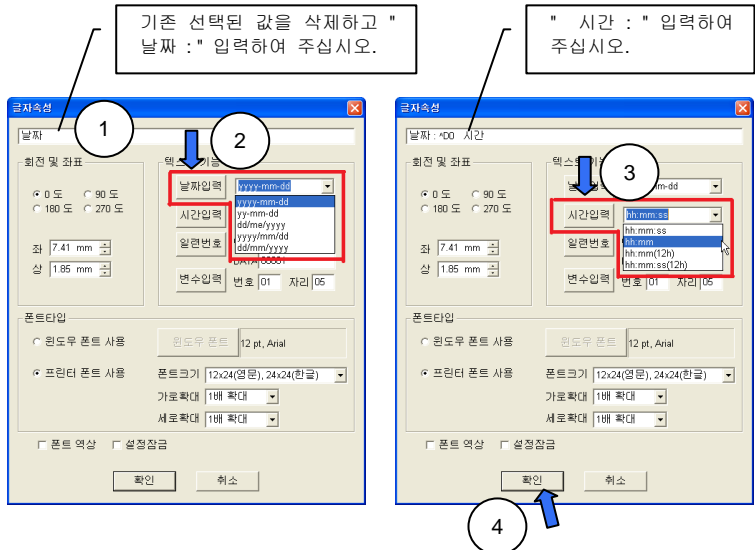 기존 선택된 값을 삭제하고 "
날짜 :" 입력하여 주십시오.
" 시간 : " 입력하여
주십시오.
글자속성
날짜
1
2
회전 및 좌표
0 도
90 도
180 도
270 도
좌 7.41 mm
상 1.85 mm
날짜입력 yyyy-mm-dd
yyyy-mm-dd
yy-mm-dd
dd/me/yyyy
yyyy/mm/dd
dd/mm/yyyy
시간입력
일련번호
변수입력 번호 01 자리 05
폰트타입
윈도우 폰트 사용
윈도우 폰트 12 pt, Arial
프린터 폰트 사용
폰트크기 12x24(영문), 24x24(한글)
가로확대 1배 확대
세로확대 1배 확대
폰트 역상
설정잠금
확인
취소
글자속성
날짜 : ^D0 시간
3
회전 및 좌표
0 도
90 도
180 도
270 도
좌 7.41 mm
상 1.85 mm
시간입력 hh:mm:ss
hh:mm:ss
hh:mm
hh:mm(12h)
hh:mm:ss(12h)
일련번호
변수입력 번호 01 자리 05
폰트타입
윈도우 폰트 사용
윈도우 폰트 12 pt, Arial
프린터 폰트 사용
폰트크기 12x24(영문), 24x24(한글)
가로확대 1배 확대
세로확대 1배 확대
폰트 역상
설정잠금
확인
취소
4